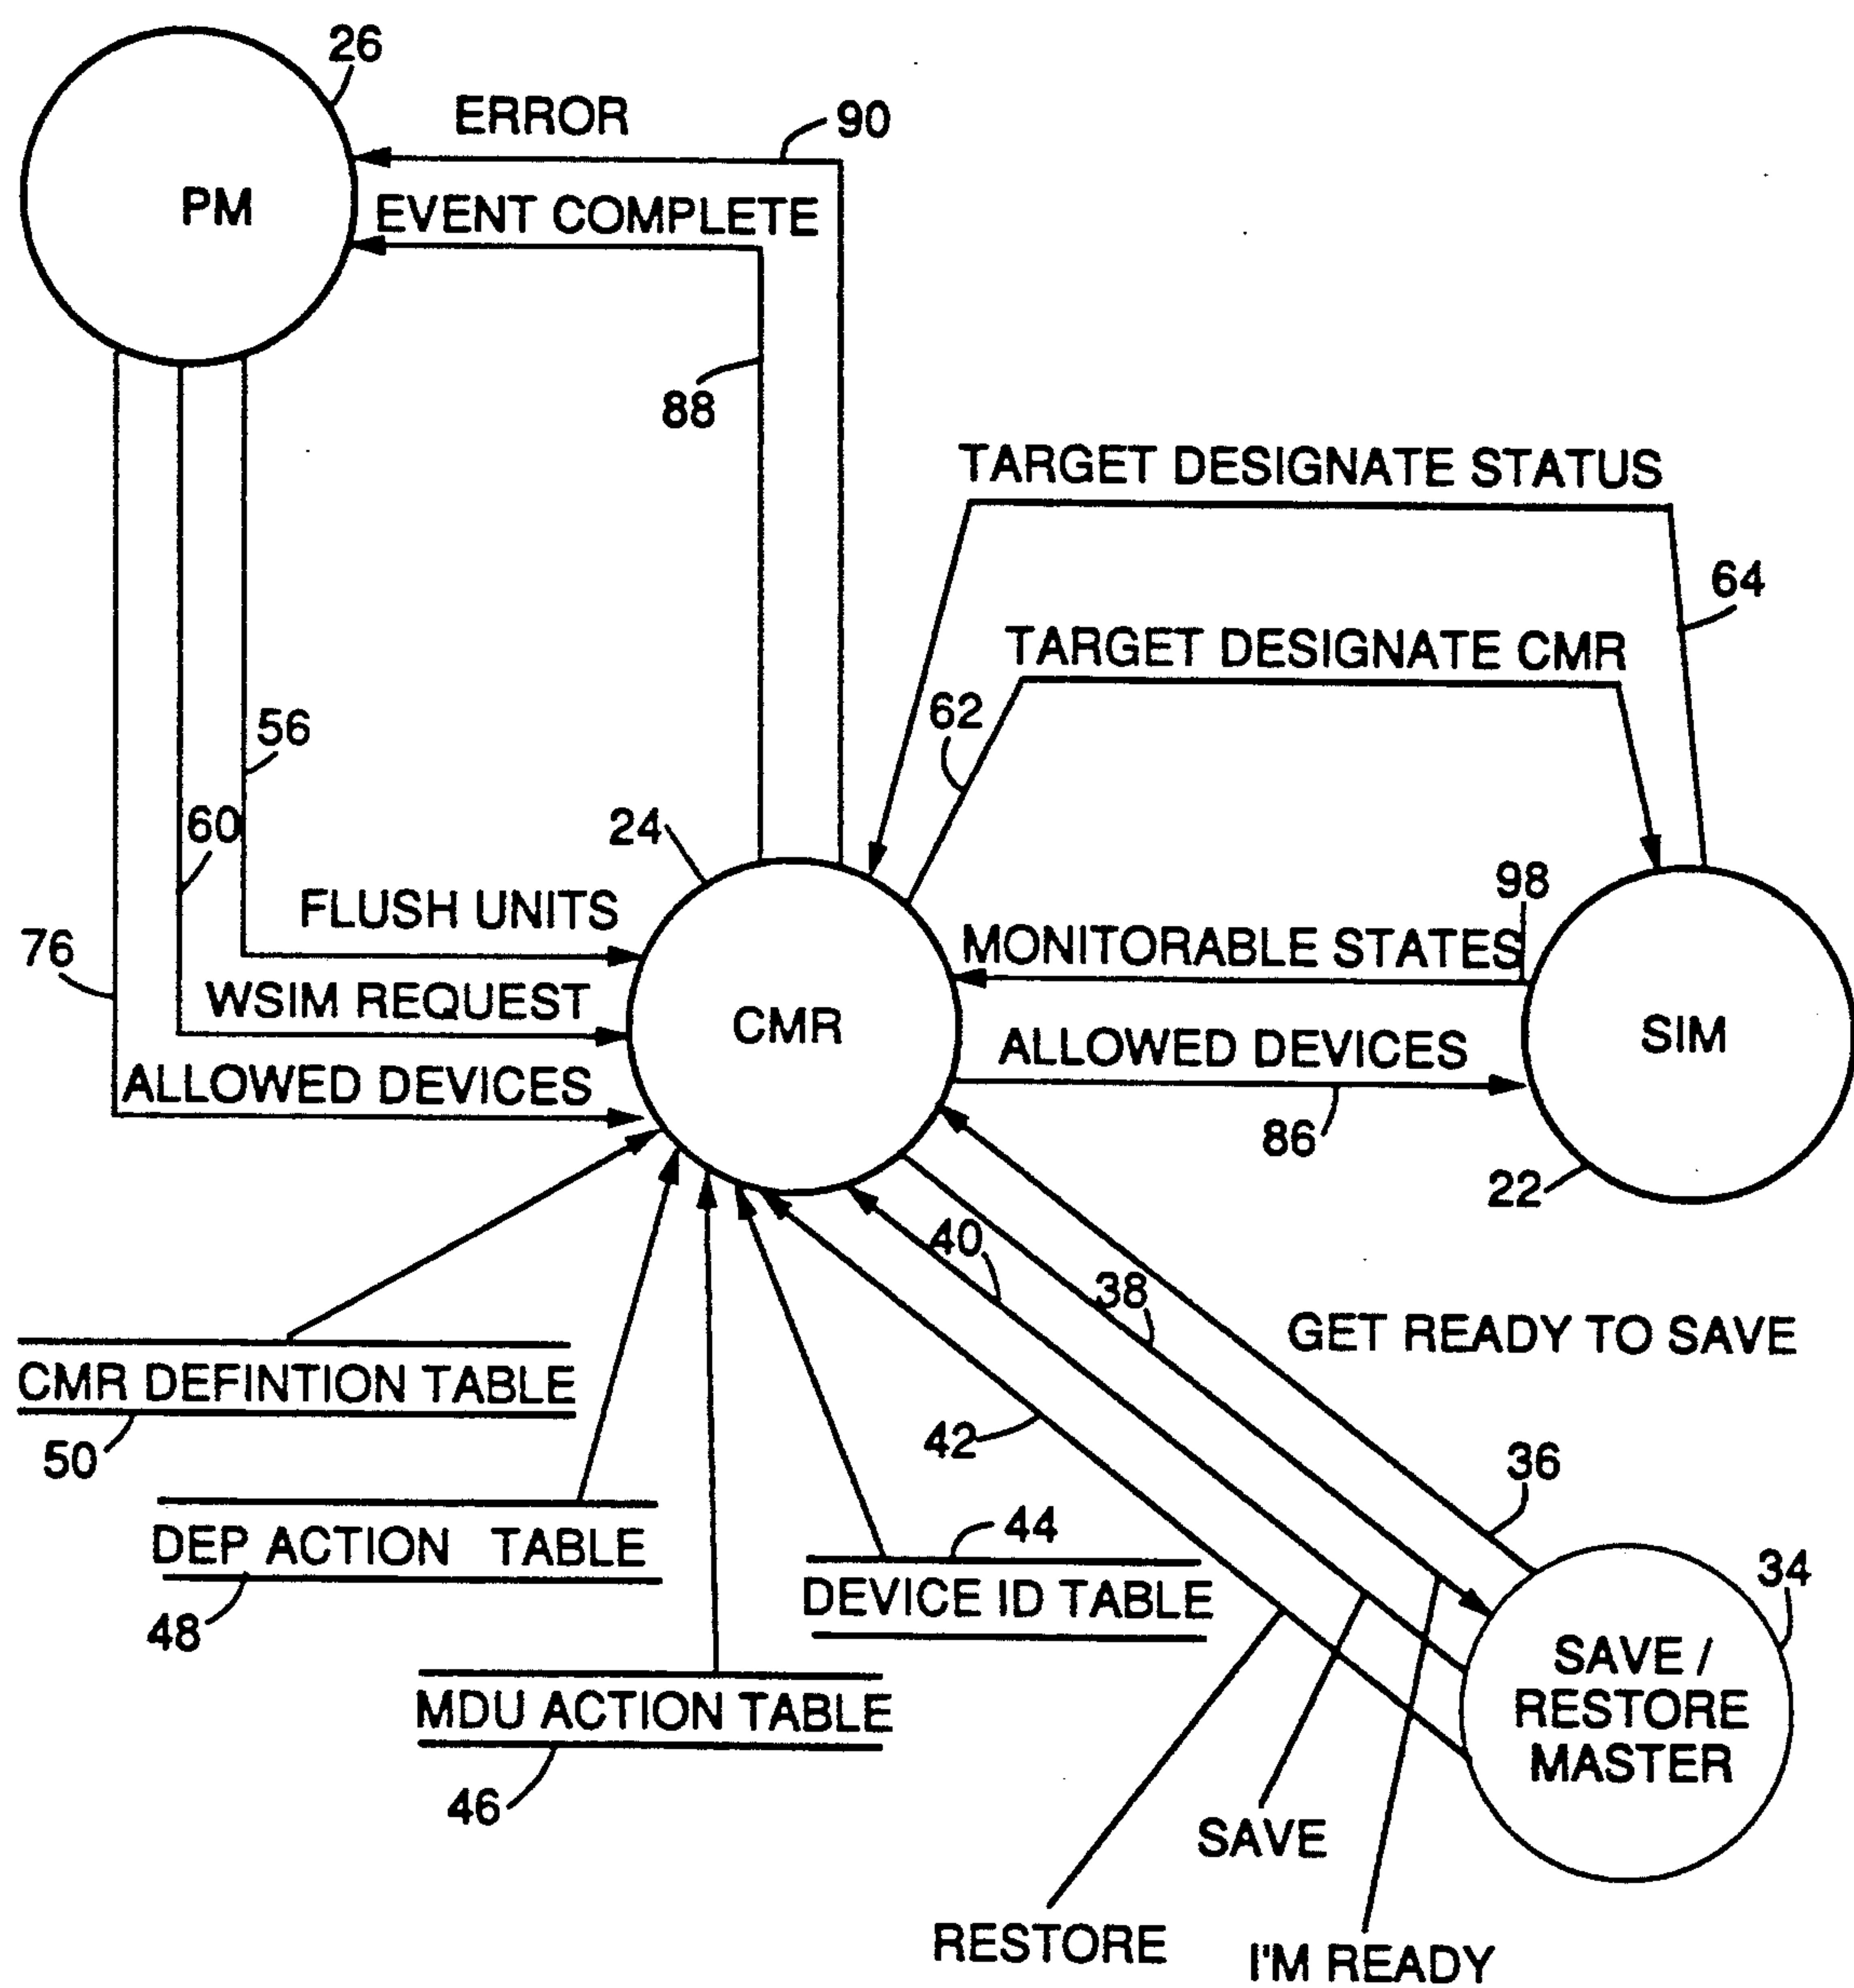 26
ERROR
90
PM
EVENT COMPLETE
88
TARGET DESIGNATE STATUS
64
TARGET DESIGNATE CMR
62
56
60
24
FLUSH UNITS
98
76
MONITORABLE STATES
WSIM REQUEST
CMR
SIM
ALLOWED DEVICES
ALLOWED DEVICES
86
22
40
38
GET READY TO SAVE
CMR DEFINTION TABLE
50
42
36
DEP ACTION TABLE
48
44
DEVICE ID TABLE
34
SAVE /
RESTORE
MASTER
MDU ACTION TABLE
46
SAVE
RESTORE
I'M READY